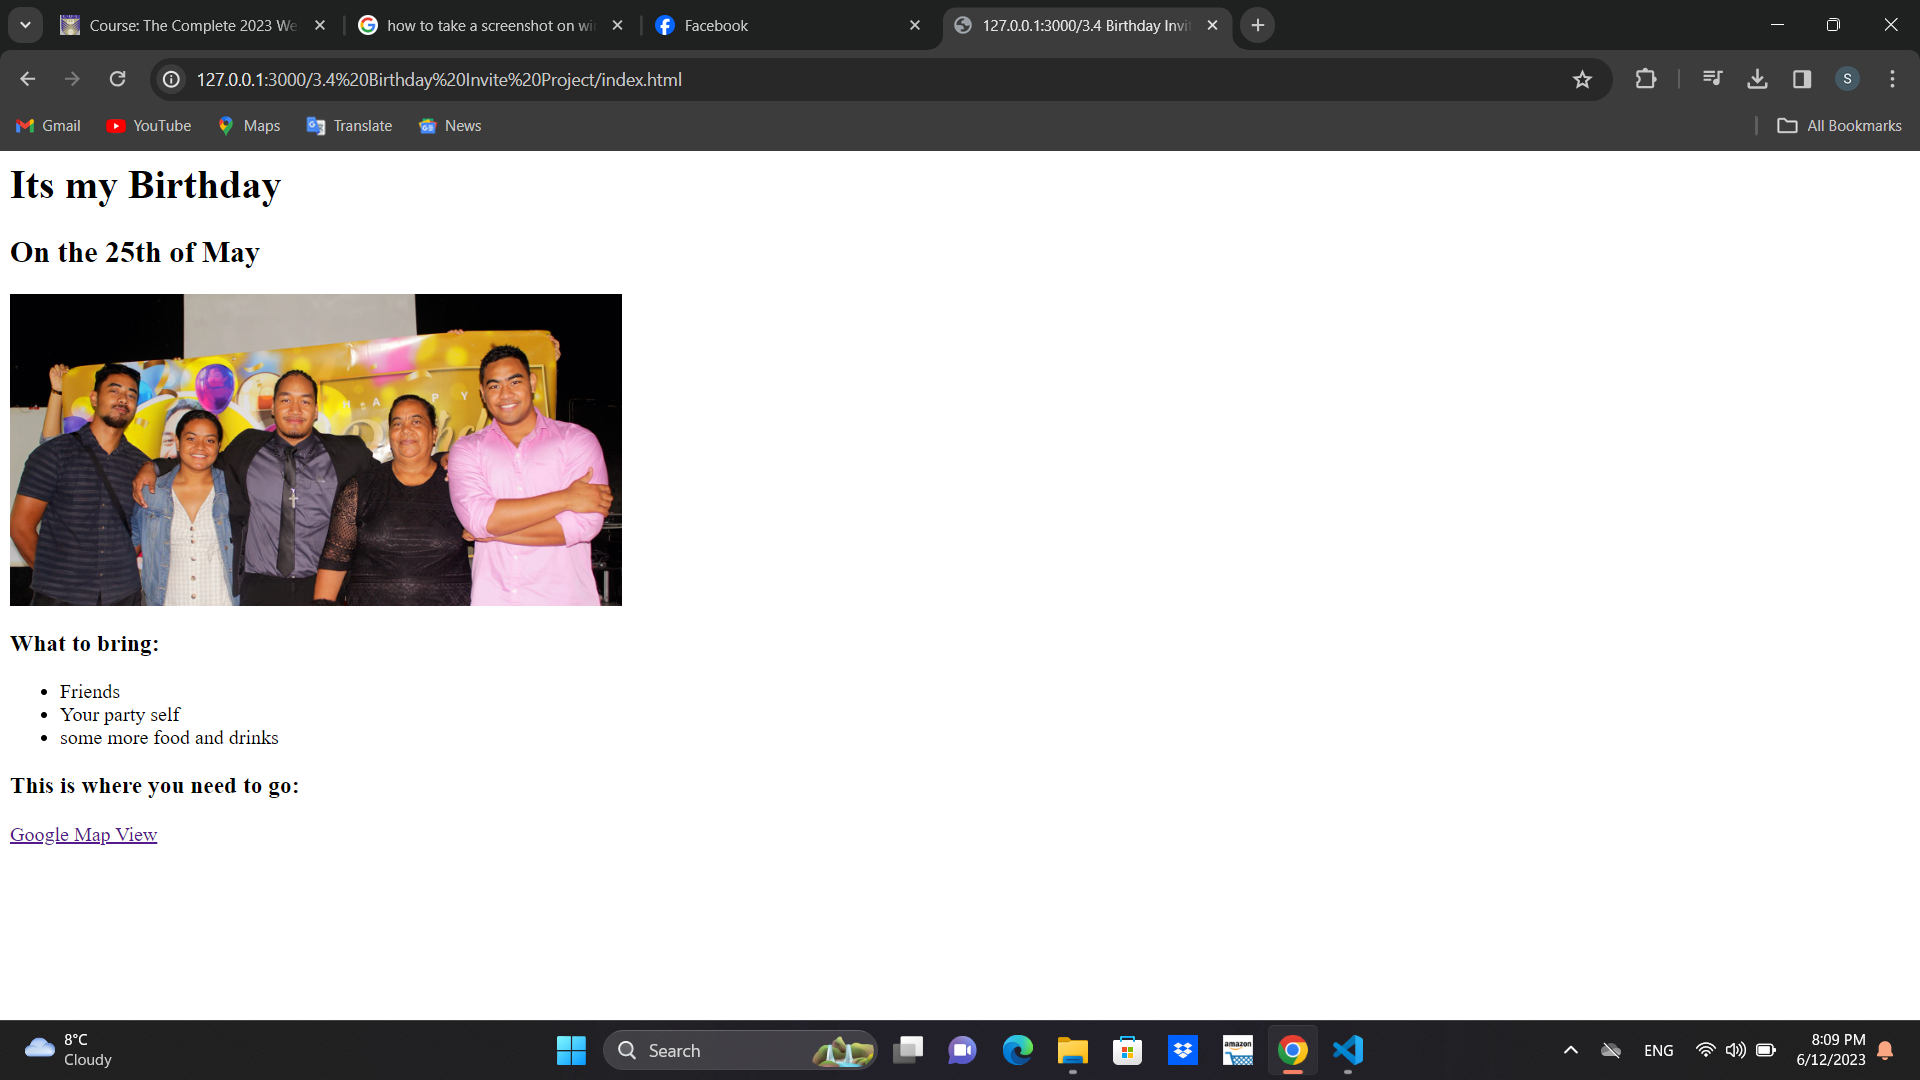 Course: The Complete 2023 We
how to take a screenshot on wi
Facebook
127.0.0.1:3000/3.4 Birthday Invi
127.0.0.1:3000/3.4%20Birthday%20Invite%20Project/index.html
S
Gmail
YouTube
Maps
Translate
News
All Bookmarks
Its my Birthday
On the 25th of May
HAPPY
What to bring:
Friends
Your party self
some more food and drinks
This is where you need to go:
Google Map View
8°C
Cloudy
Search
amazon
ENG
8:09 PM
6/12/2023